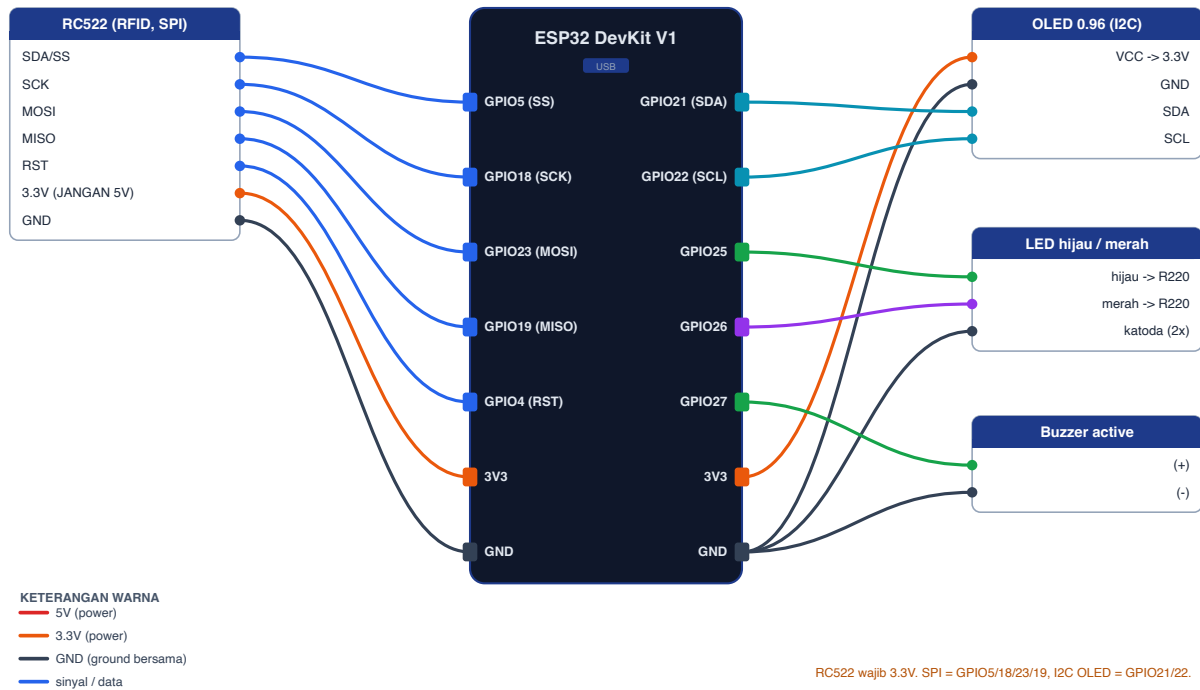 RC522 (RFID, SPI)
SDA/SS
SCK
MOSI
MISO
RST
3.3V (JANGAN 5V)
GND
ESP32 DevKit V1
USB
GPIO5 (SS)
GPIO18 (SCK)
GPIO23 (MOSI)
GPIO19 (MISO)
GPIO4 (RST)
3V3
GND
GPIO21 (SDA)
GPIO22 (SCL)
GPIO25
GPIO26
GPIO27
3V3
GND
OLED 0.96 (I2C)
VCC -> 3.3V
GND
SDA
SCL
LED hijau / merah
hijau -> R220
merah -> R220
katoda (2x)
Buzzer active
(+)
(-)
KETERANGAN WARNA
5V (power)
3.3V (power)
GND (ground bersama)
sinyal / data
RC522 wajib 3.3V. SPI = GPIO5/18/23/19, I2C OLED = GPIO21/22.